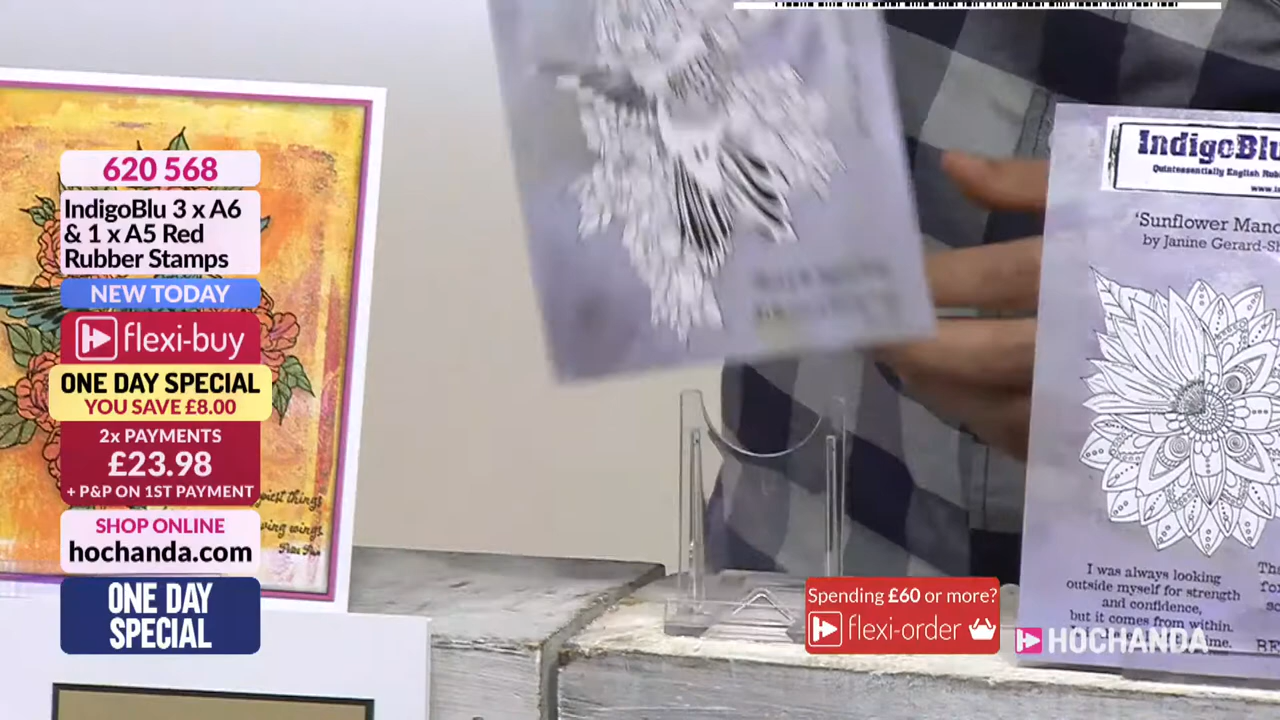 620 568
IndigoBlu 3 x A6
& 1 x A5 Red
Rubber Stamps
NEW TODAY
flexi-buy
ONE DAY SPECIAL
YOU SAVE £8.00
2x PAYMENTS
£23.98
+ P&P ON 1ST PAYMENT
SHOP ONLINE
hochanda.com
ONE DAY
SPECIAL
things
wings
Spending £60 or more?
flexi-order
HOCHANDA
IndigoBlu
Quintessentially English
'Sunflower
by Janine
I was always looking
outside myself for strength
and confidence,
but it comes from within.